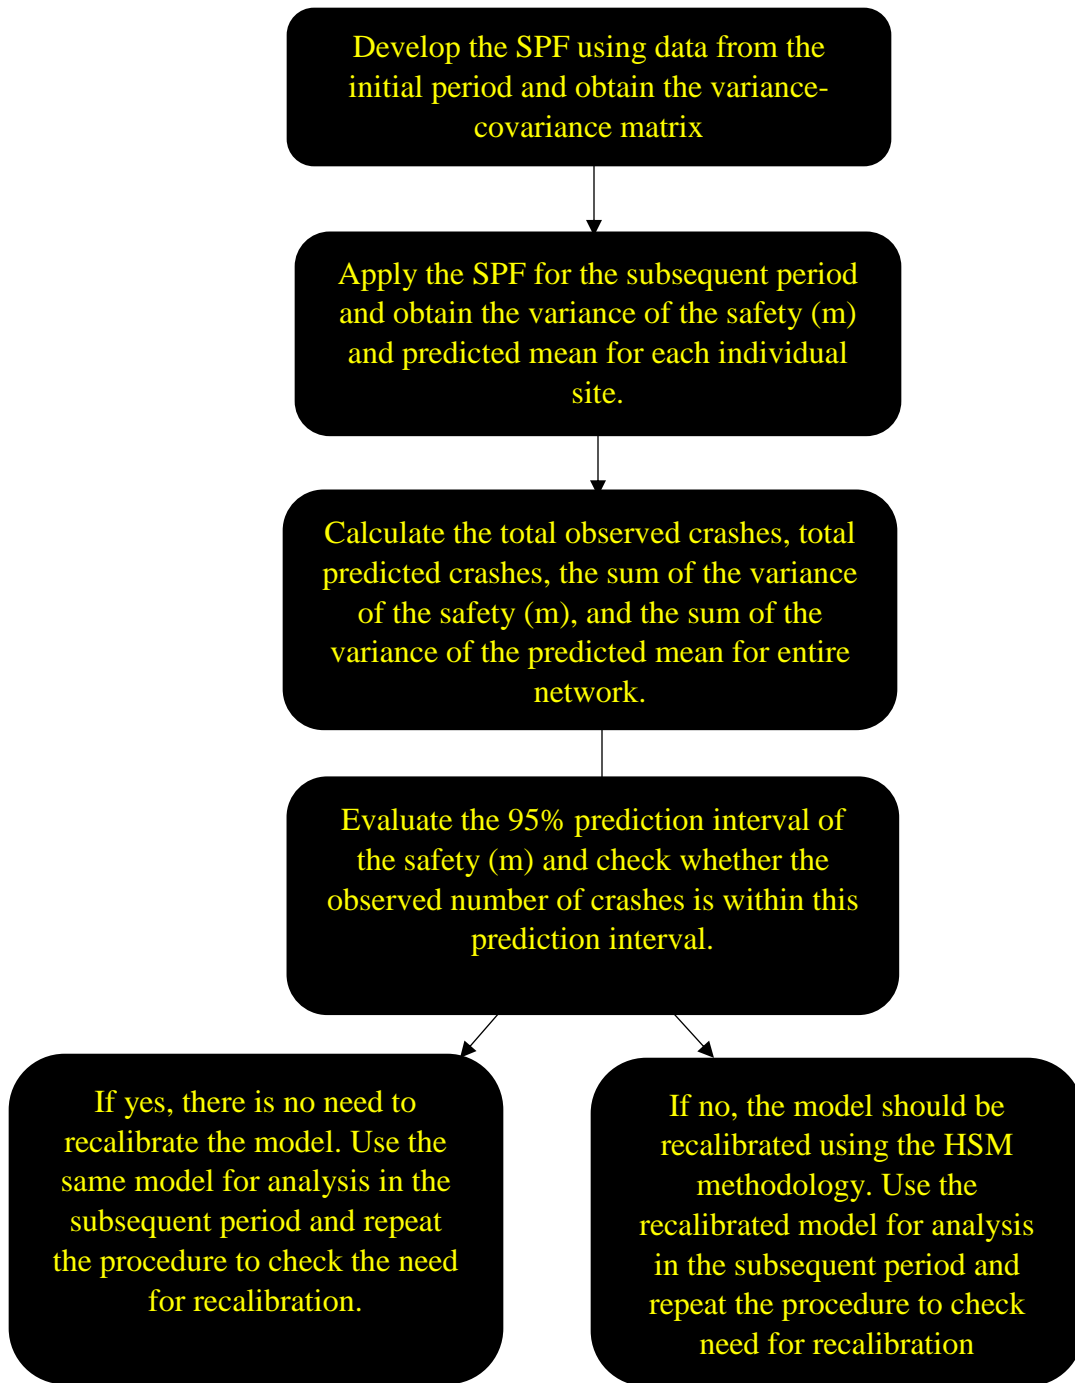 Develop the SPF using data from the
initial period and obtain the variance-
covariance matrix
Apply the SPF for the subsequent period
and obtain the variance of the safety (m)
and predicted mean for each individual
site.
Calculate the total observed crashes, total
predicted crashes, the sum of the variance
of the safety (m), and the sum of the
variance of the predicted mean for entire
network.
Evaluate the 95% prediction interval of
the safety (m) and check whether the
observed number of crashes is within this
prediction interval.
If yes, there is no need to
recalibrate the model. Use the
same model for analysis in the
subsequent period and repeat
the procedure to check the need
for recalibration.
If no, the model should be
recalibrated using the HSM
methodology. Use the
recalibrated model for analysis
in the subsequent period and
repeat the procedure to check
need for recalibration